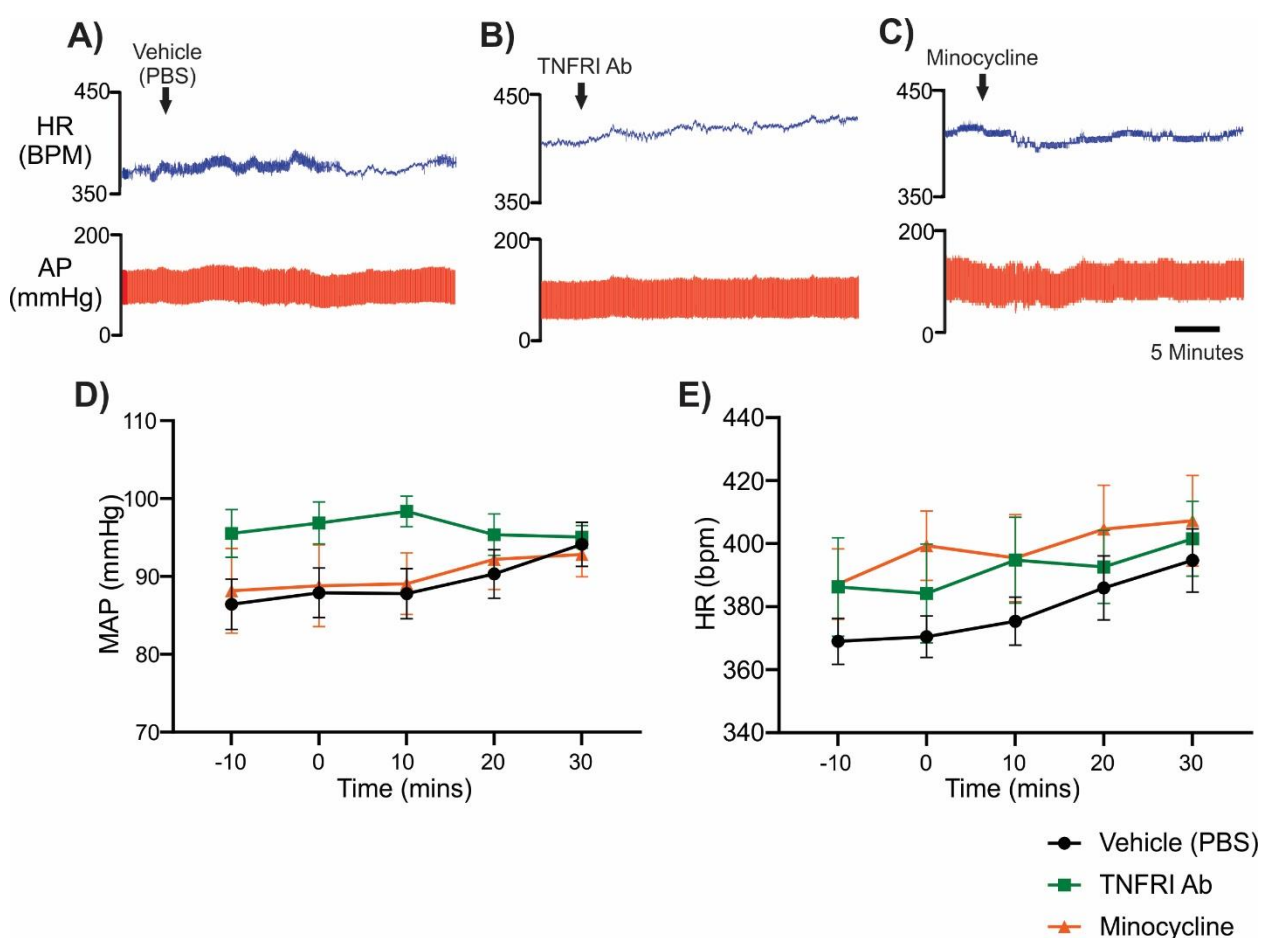 A)
Vehicle
(PBS)
450
HR
(BPM)
350
200
AP
(mmHg)
0
B)
TNFRI Ab
450
350
200
0
C)
Minocycline
450
350
200
0
5 Minutes
D)
110
100
90
80
70
MAP (mmHg)
-10 0 10 20 30
Time (mins)
E)
440
420
400
380
360
340
HR (bpm)
-10 0 10 20 30
Time (mins)
Vehicle (PBS)
TNFRI Ab
Minocycline